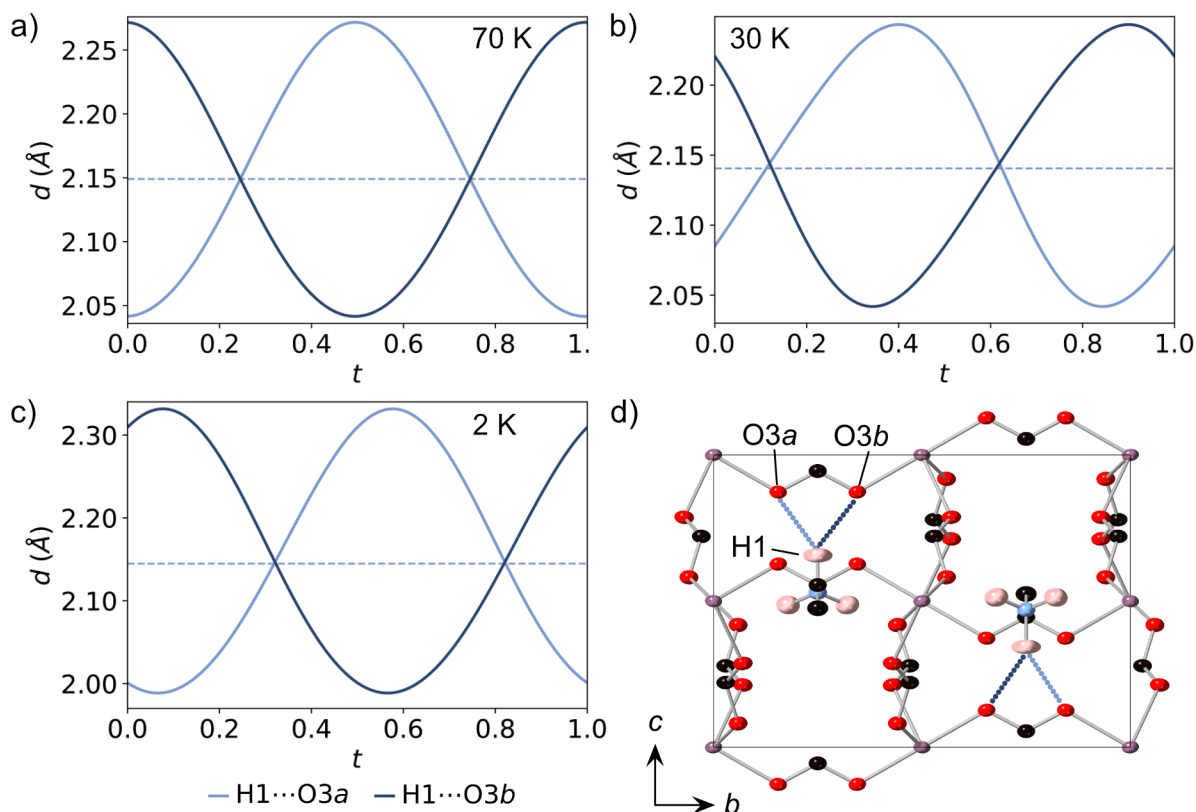 a)
70 K
2.25
2.20
2.15
2.10
2.05
d (Å)
0.0 0.2 0.4 0.6 0.8 1.
t
b)
30 K
2.20
2.15
2.10
2.05
d (Å)
0.0 0.2 0.4 0.6 0.8 1.0
t
c)
2 K
2.30
2.20
2.10
2.00
d (Å)
0.0 0.2 0.4 0.6 0.8 1.0
t
H1···O3a H1···O3b
d)
O3a O3b
H1
c
b